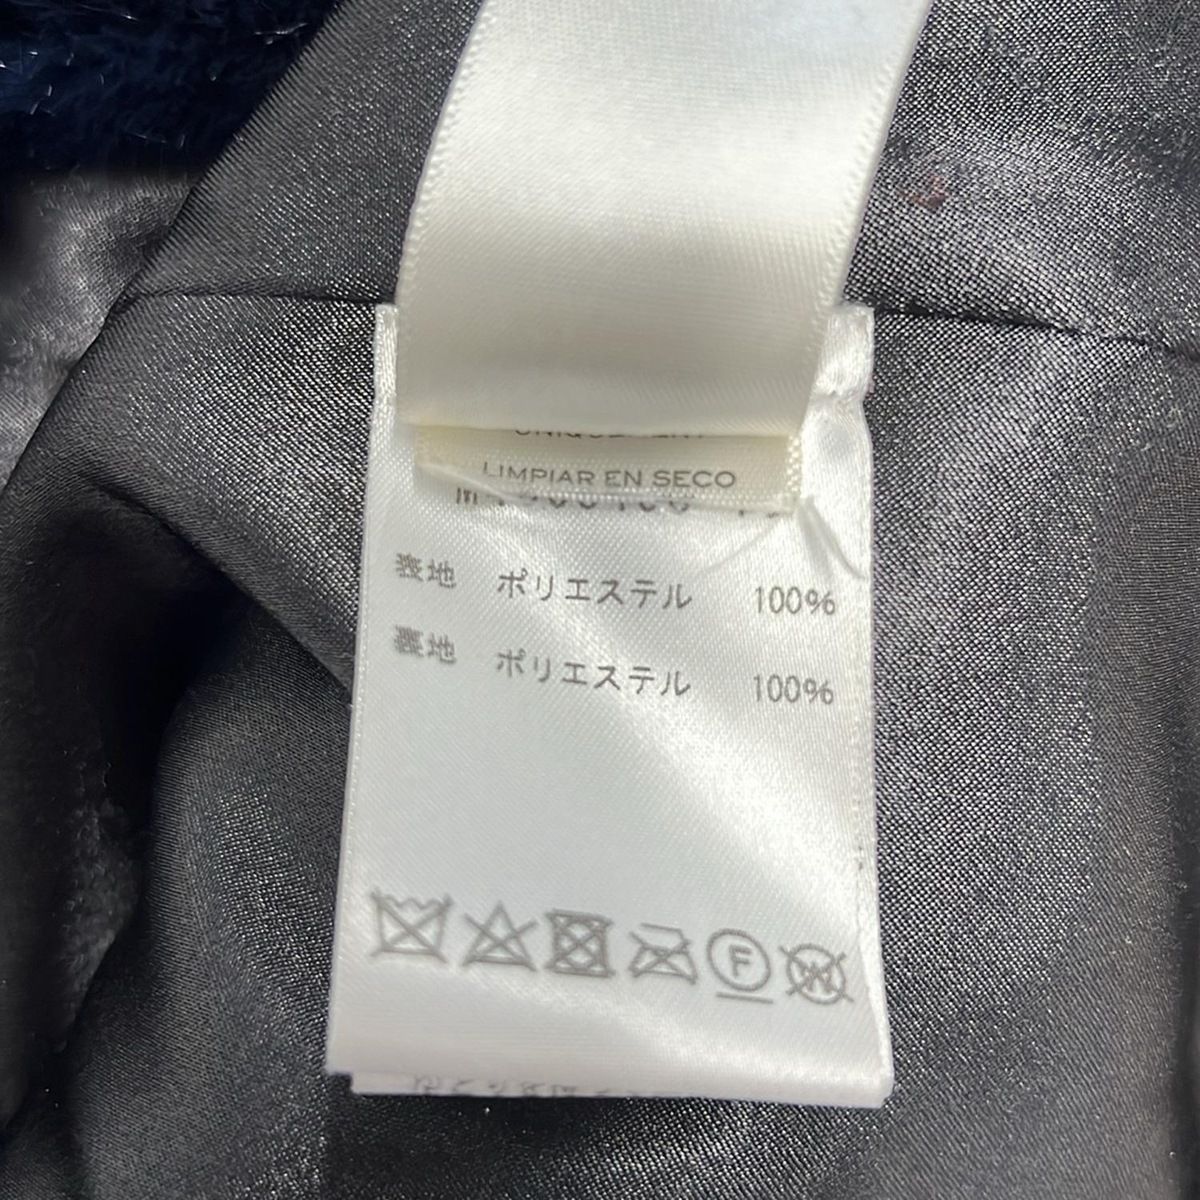 LIMPIAR EN SECO
表地 ポリエステル 100%
裏地 ポリエステル 100%
F
W